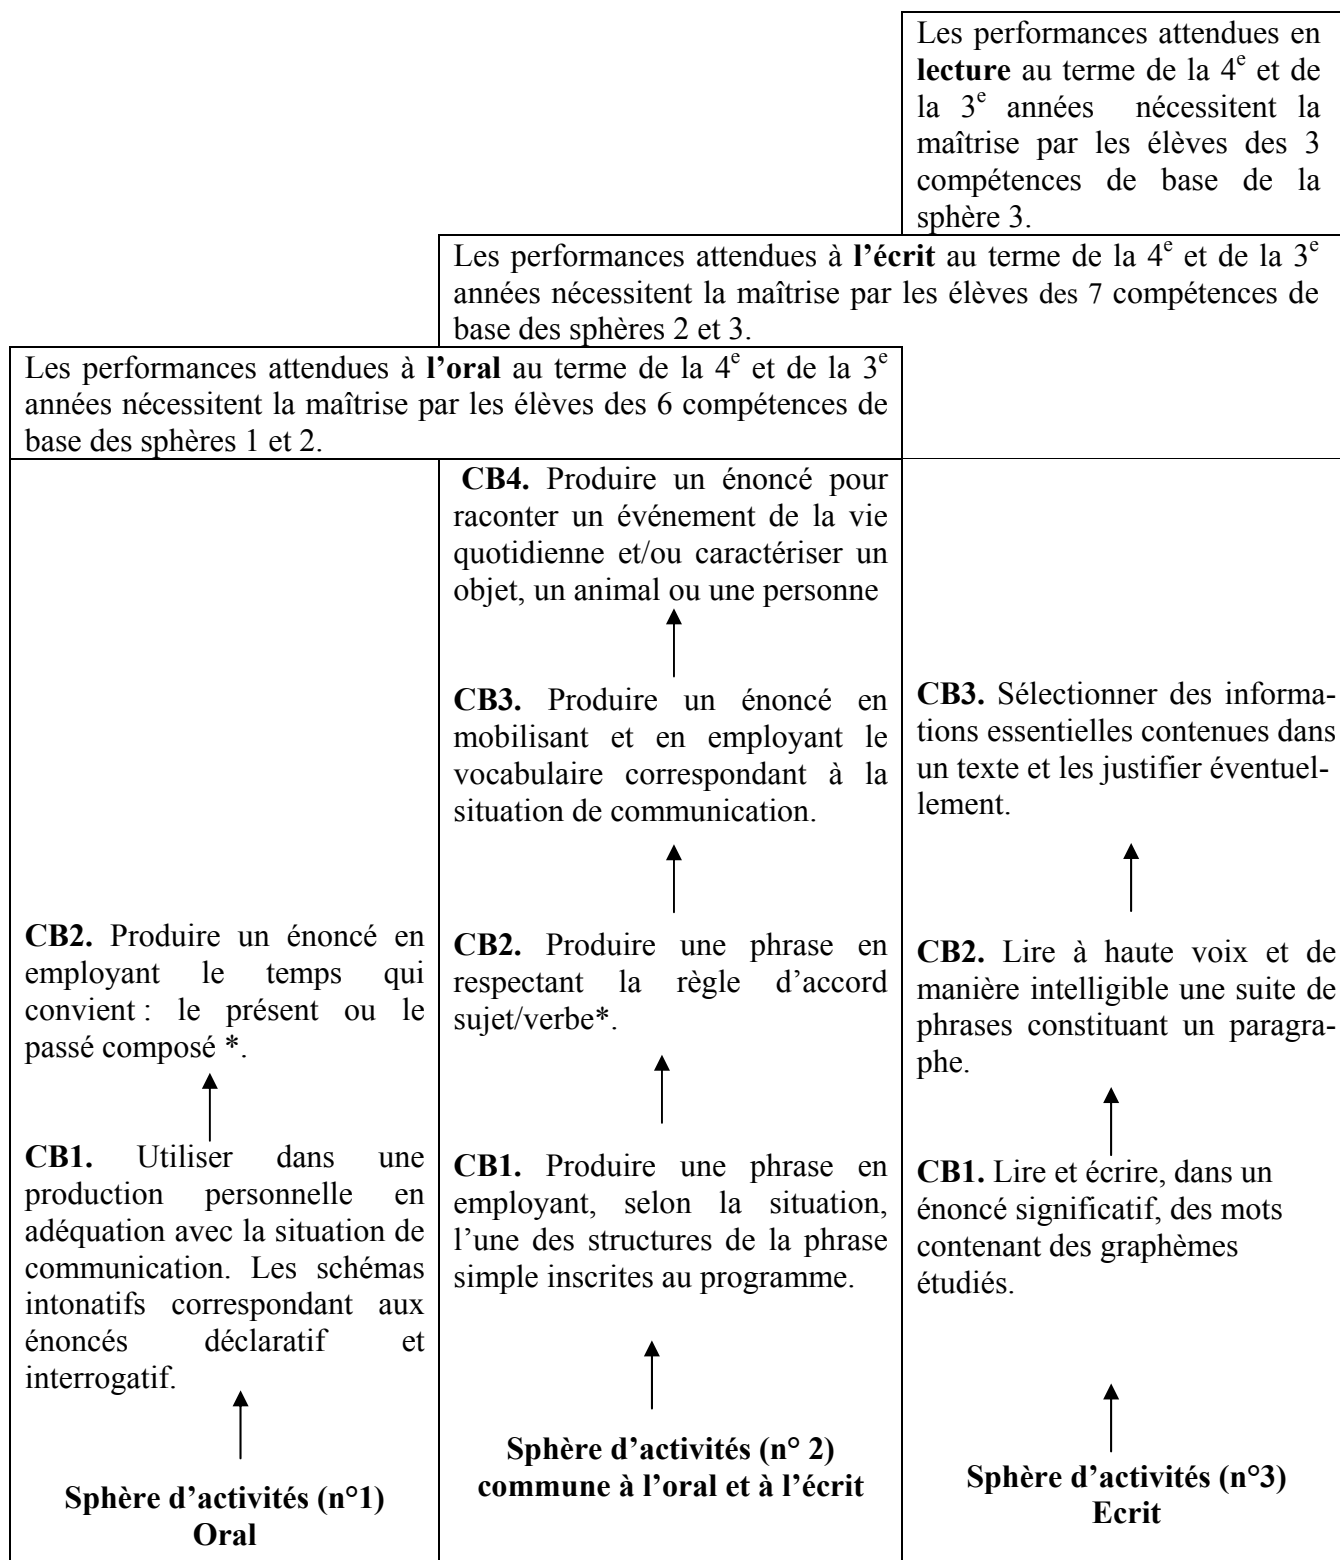 Les performances attendues en
lecture au terme de la 4e et de
la 3e années nécessitent la
maîtrise par les élèves des 3
compétences de base de la
sphère 3.
Les performances attendues à l’écrit au terme de la 4e et de la 3e
années nécessitent la maîtrise par les élèves des 7 compétences de
base des sphères 2 et 3.
Les performances attendues à l’oral au terme de la 4e et de la 3e
années nécessitent la maîtrise par les élèves des 6 compétences de
base des sphères 1 et 2.
CB2. Produire un énoncé en
employant le temps qui
convient : le présent ou le
passé composé *.
CB1. Utiliser dans une
production personnelle en
adéquation avec la situation de
communication. Les schémas
intonatifs correspondant aux
énoncés déclaratif et
interrogatif.
Sphère d’activités (n°1)
Oral
CB4. Produire un énoncé pour
raconter un événement de la vie
quotidienne et/ou caractériser un
objet, un animal ou une personne
CB3. Produire un énoncé en
mobilisant et en employant le
vocabulaire correspondant à la
situation de communication.
CB2. Produire une phrase en
respectant la règle d’accord
sujet/verbe*.
CB1. Produire une phrase en
employant, selon la situation,
l’une des structures de la phrase
simple inscrites au programme.
Sphère d’activités (n° 2)
commune à l’oral et à l’écrit
CB3. Sélectionner des informa-
tions essentielles contenues dans
un texte et les justifier éventuel-
lement.
CB2. Lire à haute voix et de
manière intelligible une suite de
phrases constituant un paragra-
phe.
CB1. Lire et écrire, dans un
énoncé significatif, des mots
contenant des graphèmes
étudiés.
Sphère d’activités (n°3)
Ecrit